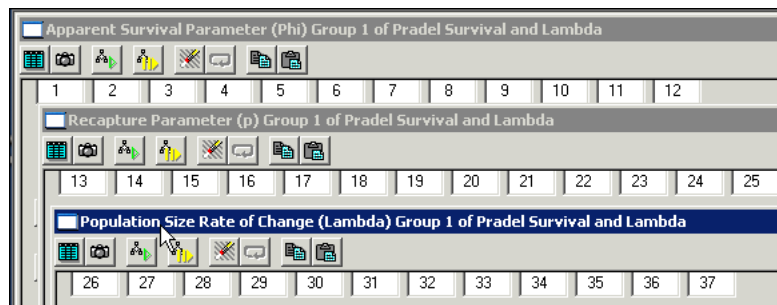 Apparent Survival Parameter (Phi) Group 1 of Pradel Survival and Lambda
1 2 3 4 5 6 7 8 9 10 11 12
Recapture Parameter (p) Group 1 of Pradel Survival and Lambda
13 14 15 16 17 18 19 20 21 22 23 24 25
Population Size Rate of Change (Lambda) Group 1 of Pradel Survival and Lambda
26 27 28 29 30 31 32 33 34 35 36 37